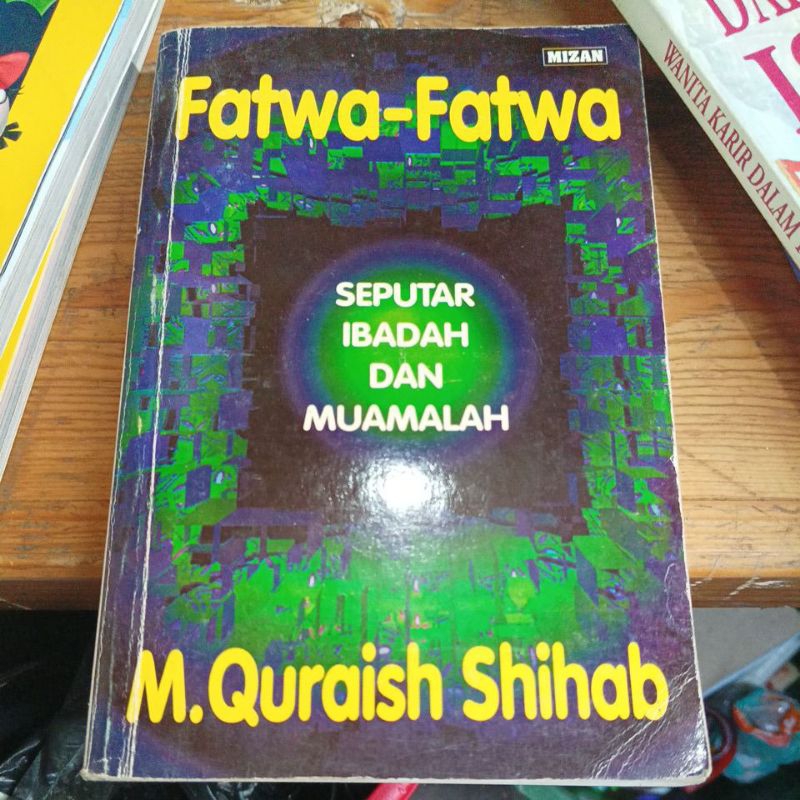 MIZAN
Fatwa-Fatwa
SEPUTAR
IBADAH
DAN
MUAMALAH
M. Quraish Shihab
WANITA KARIR DALAM